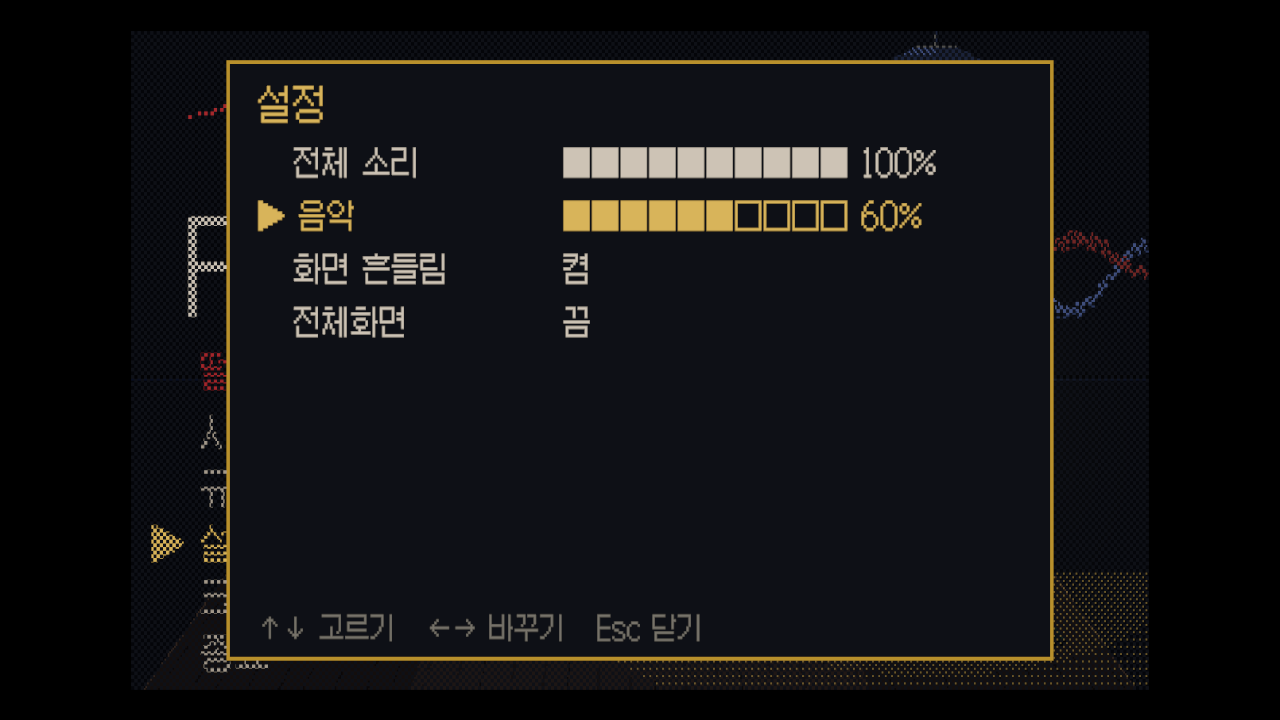 설정
전체 소리 100%
▶ 음악 60%
화면 흔들림 켬
전체화면 끔
↑↓ 고르기 ←→ 바꾸기 Esc 닫기